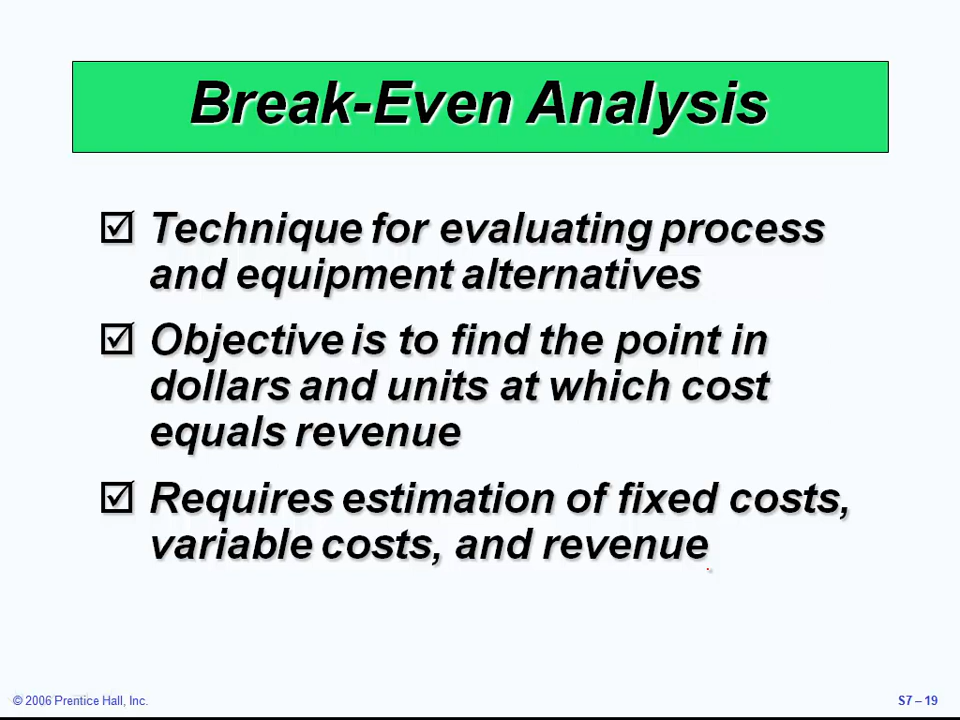 Break-Even Analysis
Technique for evaluating process
and equipment alternatives
Objective is to find the point in
dollars and units at which cost
equals revenue
Requires estimation of fixed costs,
variable costs, and revenue
© 2006 Prentice Hall, Inc.
S7 – 19